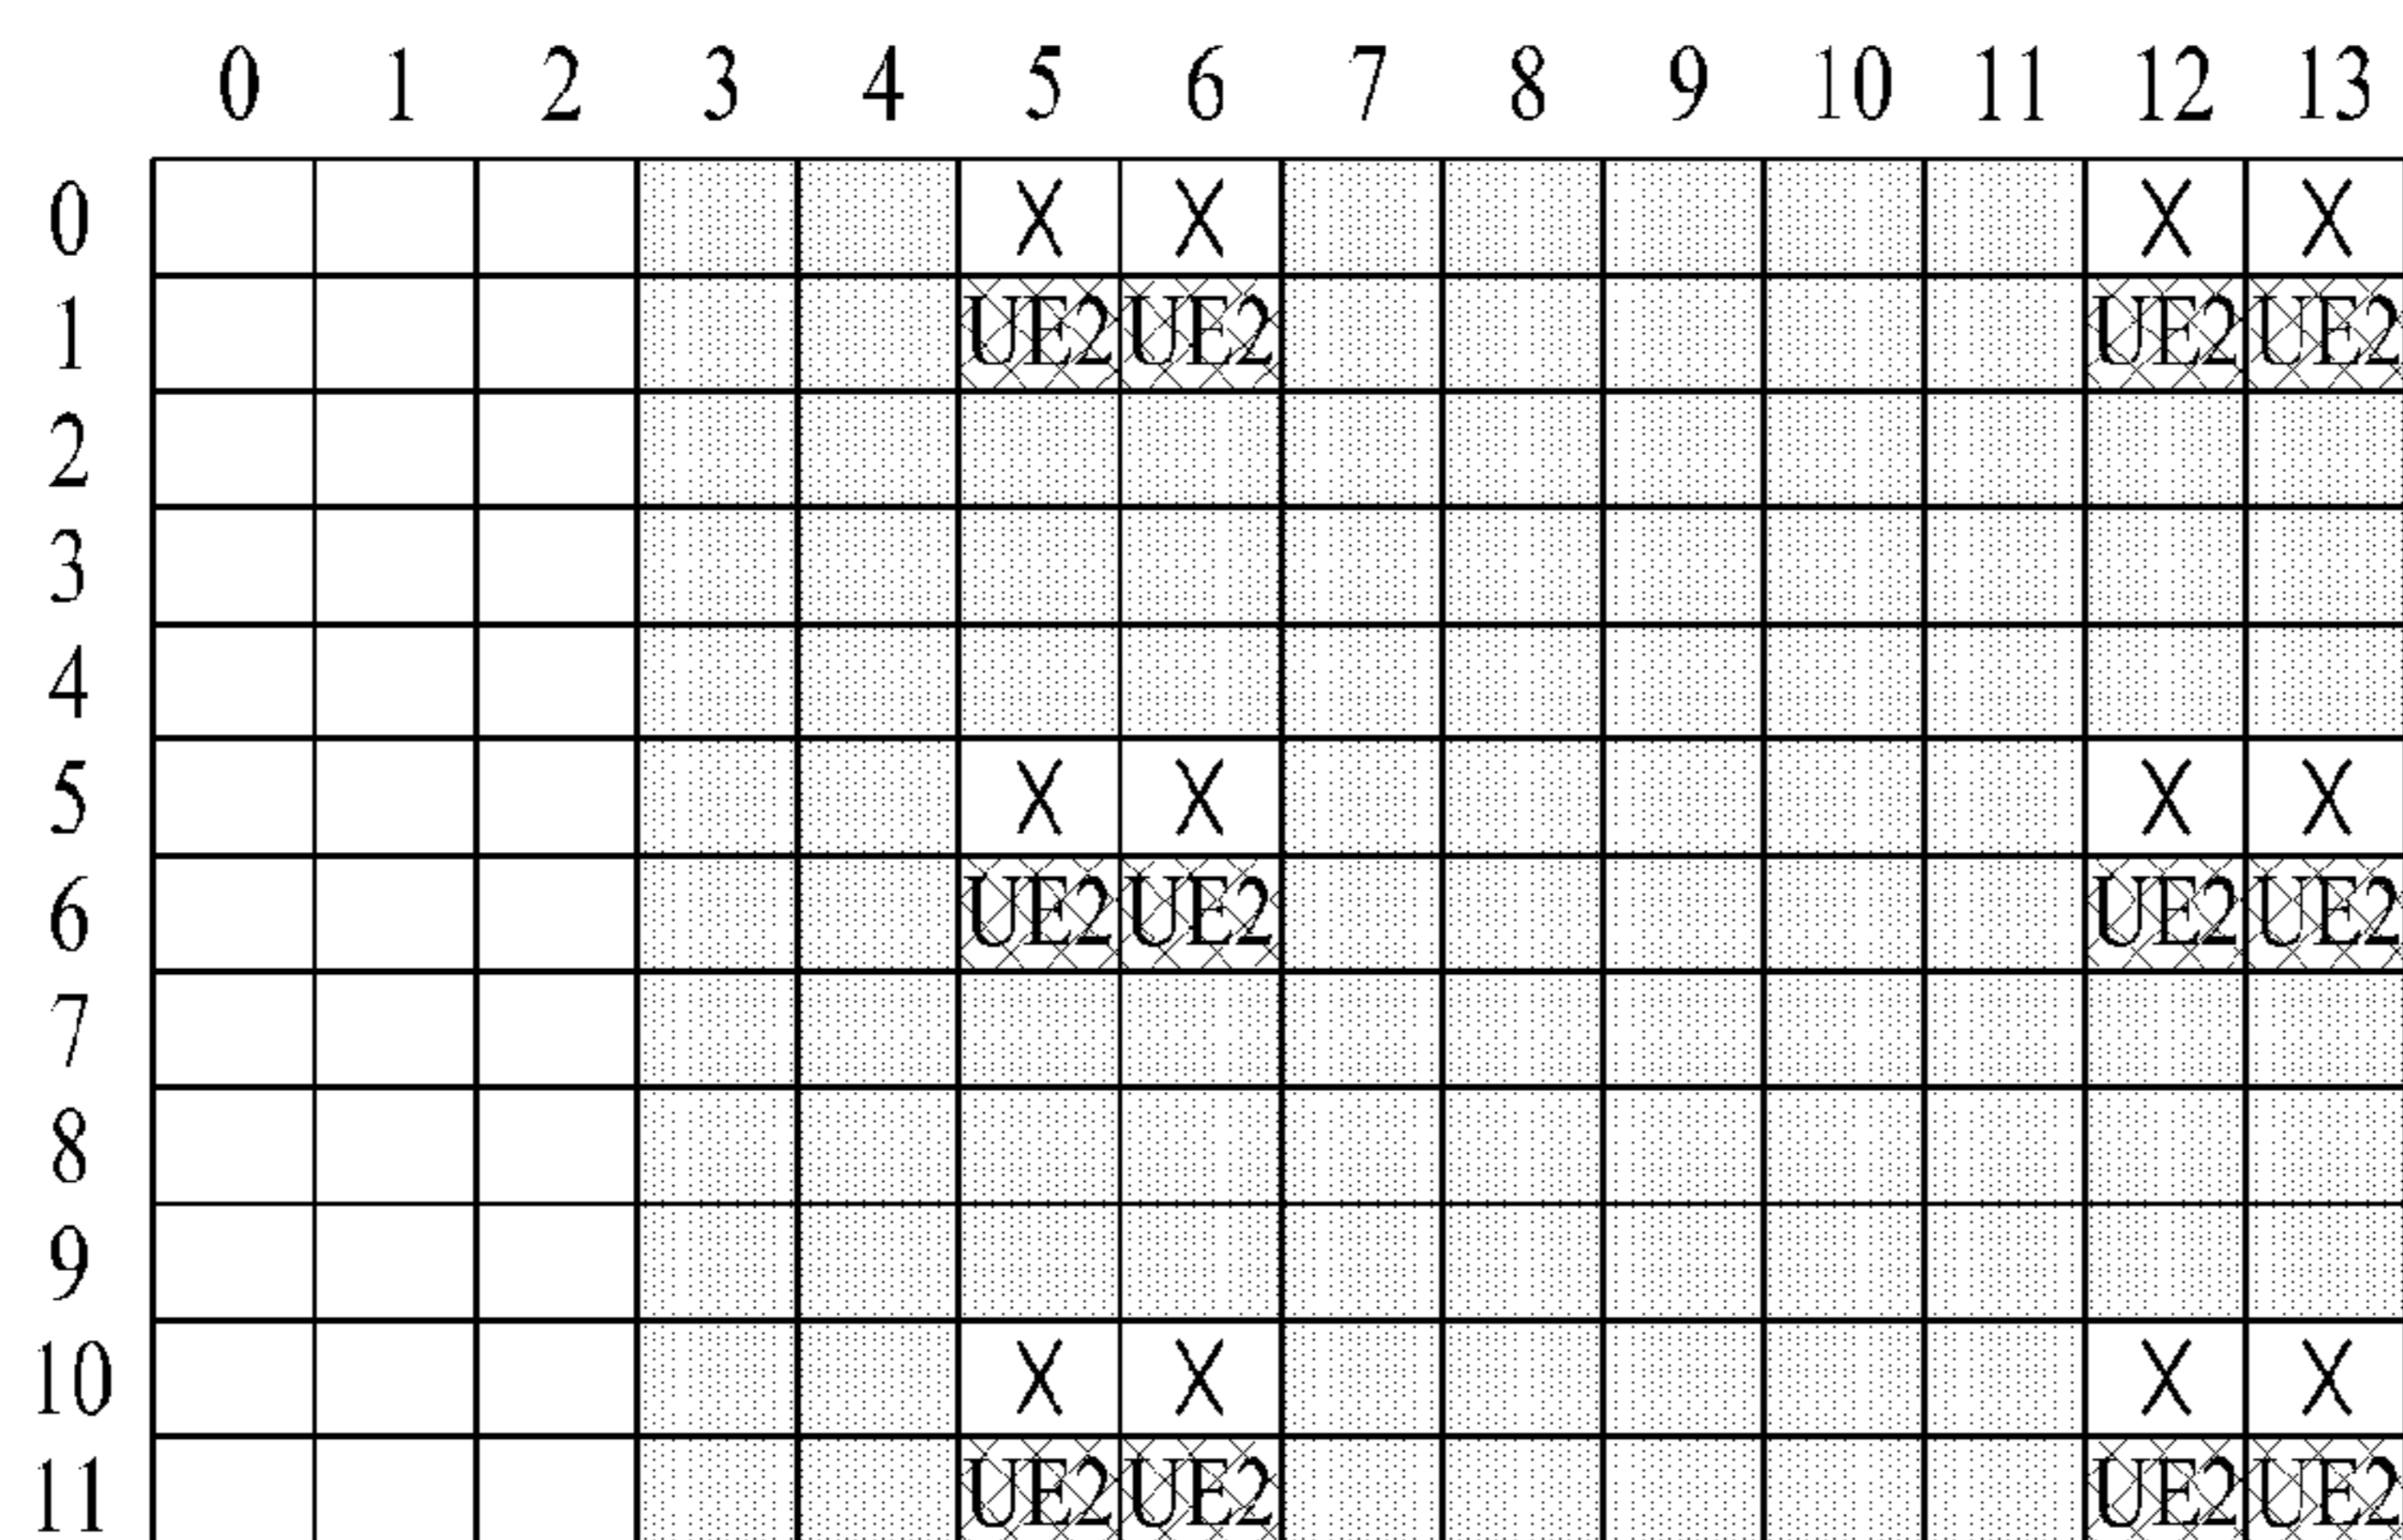 0 1 2 3 4 5 6 7 8 9 10 11 12 13
0 X X X X
1 UE2 UE2 UE2 UE2
2
3
4
5 X X X X
6 UE2 UE2 UE2 UE2
7
8
9
10 X X X X
11 UE2 UE2 UE2 UE2